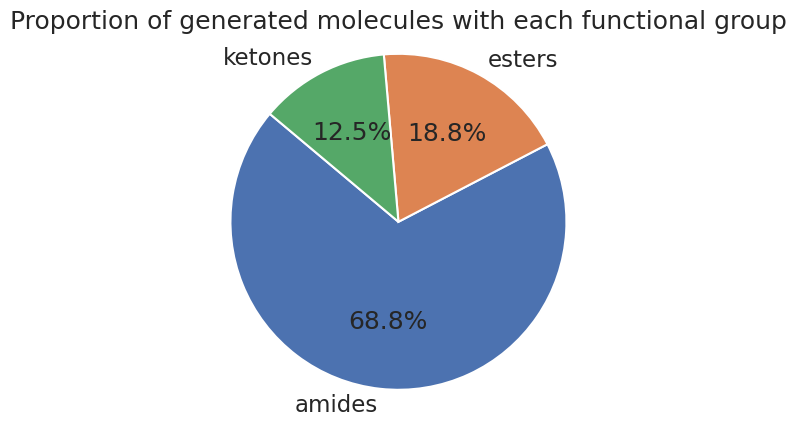 Proportion of generated molecules with each functional group
ketones
esters
12.5%
18.8%
68.8%
amides